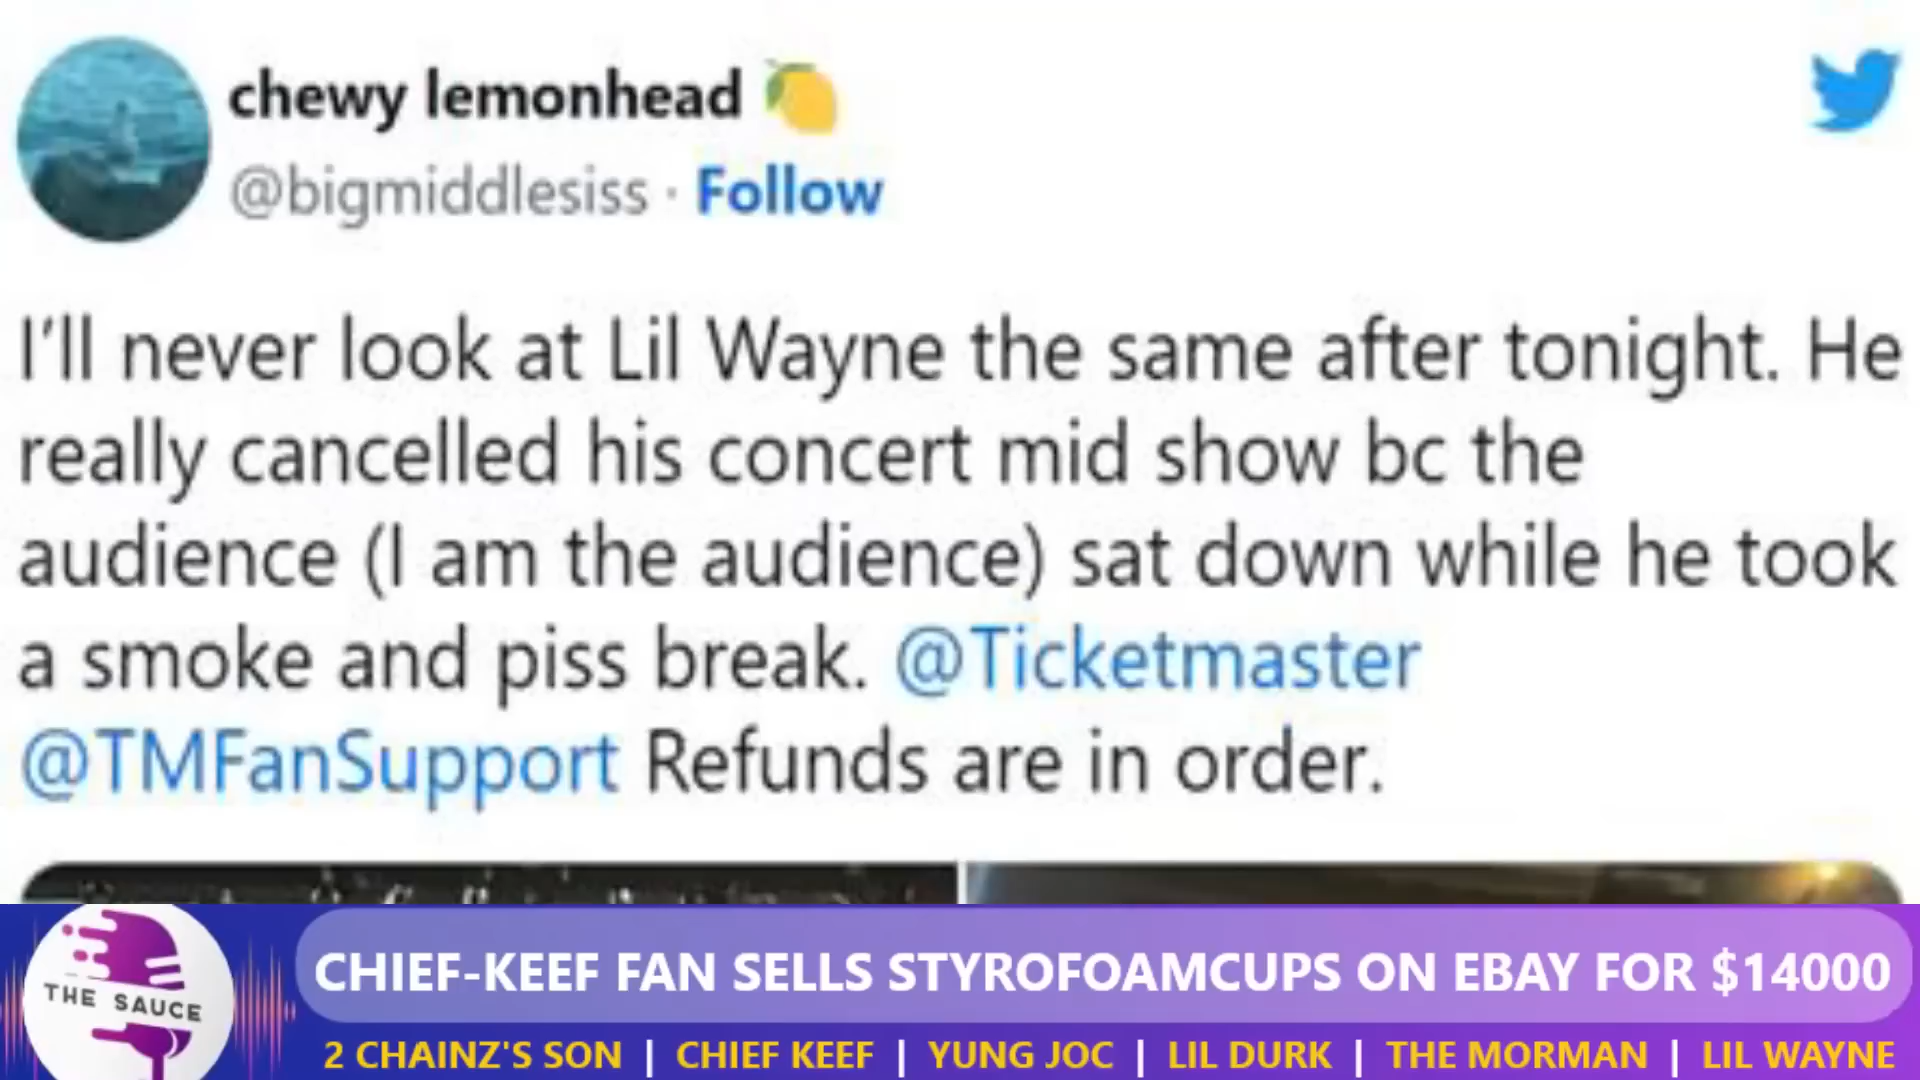 chewy lemonhead 🍋
@bigmiddlesiss · Follow
I'll never look at Lil Wayne the same after tonight. He
really cancelled his concert mid show bc the
audience (I am the audience) sat down while he took
a smoke and piss break. @Ticketmaster
@TMFanSupport Refunds are in order.
THE SAUCE
CHIEF-KEEF FAN SELLS STYROFOAMCUPS ON EBAY FOR $14000
2 CHAINZ'S SON | CHIEF KEEF | YUNG JOC | LIL DURK | THE MORMAN | LIL WAYNE